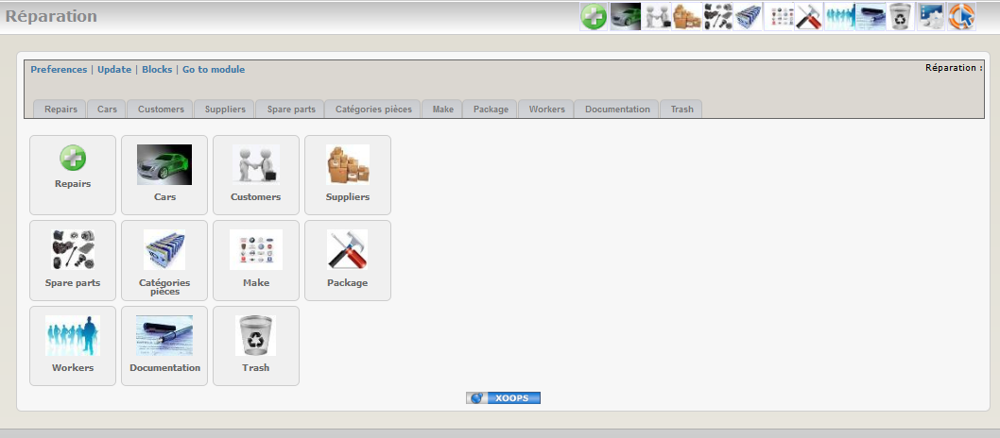 Réparation
Preferences | Update | Blocks | Go to module
Réparation :
Repairs Cars Customers Suppliers Spare parts Catégories pièces Make Package Workers Documentation Trash
Repairs
Cars
Customers
Suppliers
Spare parts
Catégories
pièces
Make
Package
Workers
Documentation
Trash
XOOPS